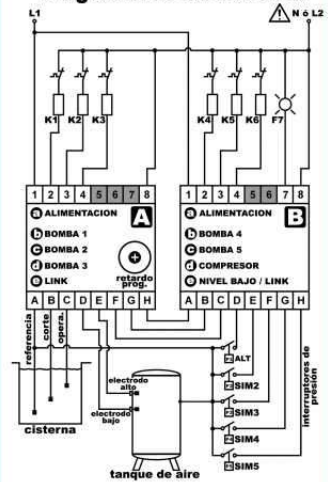 L1
N ó L2
K1 K2 K3
K4 K5 K6 F7
1 2 3 4 5 6 7 8
1 2 3 4 5 6 7 8
a ALIMENTACION
A
b BOMBA 1
c BOMBA 2
d BOMBA 3
e LINK
retardo
prog.
A B C D E F G H
a ALIMENTACION
B
b BOMBA 4
c BOMBA 5
d COMPRESOR
e NIVEL BAJO / LINK
A B C D E F G H
referencia
corte
opera.
cisterna
electrodo
alto
electrodo
bajo
tanque de aire
ALT
SIM2
SIM3
SIM4
SIM5
interruptores de
presión